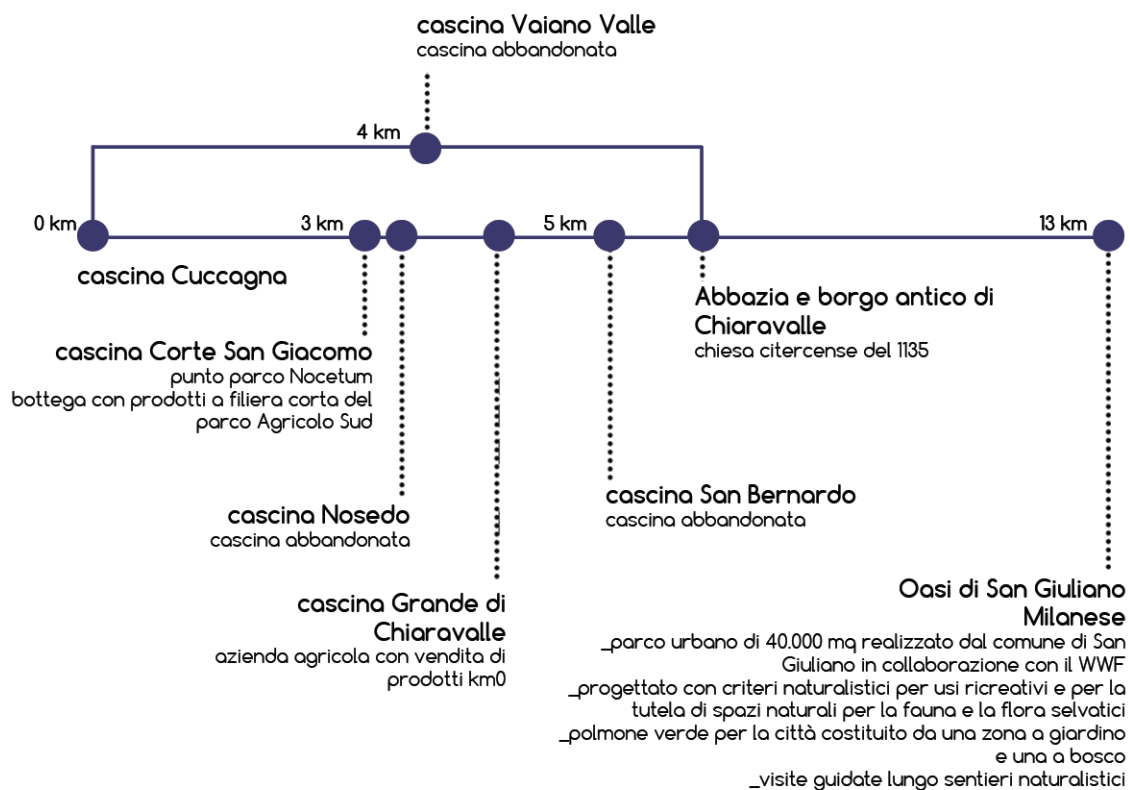 cascina Vaiano Valle
cascina abbandonata
4 km
0 km
3 km
5 km
13 km
cascina Cuccagna
Abbazia e borgo antico di
Chiaravalle
chiesa citercense del 1135
cascina Corte San Giacomo
punto parco Nocetum
bottega con prodotti a filiera corta del
parco Agricolo Sud
cascina Nosedo
cascina abbandonata
cascina San Bernardo
cascina abbandonata
cascina Grande di
Chiaravalle
azienda agricola con vendita di
prodotti km0
Oasi di San Giuliano
Milanese
_parco urbano di 40.000 mq realizzato dal comune di San
Giuliano in collaborazione con il WWF
_progettato con criteri naturalistici per usi ricreativi e per la
tutela di spazi naturali per la fauna e la flora selvatici
_polmone verde per la città costituito da una zona a giardino
e una a bosco
_visite guidate lungo sentieri naturalistici